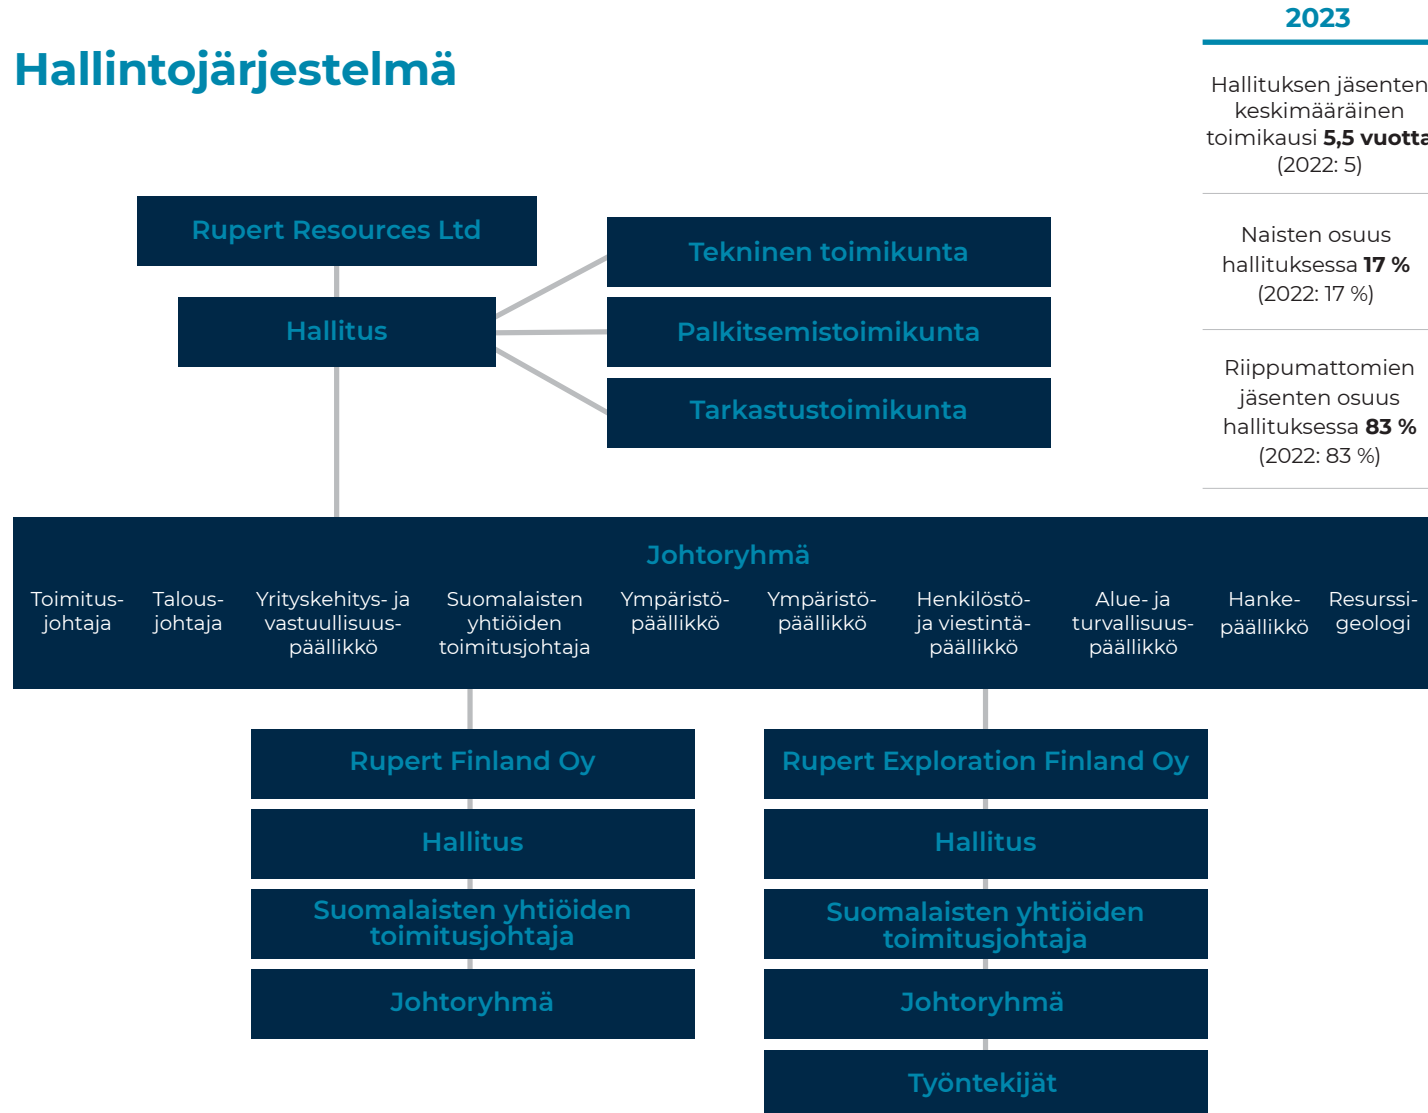 Hallintojärjestelmä
2023
Hallituksen jäsenten
keskimääräinen
toimikausi 5,5 vuotta
(2022: 5)
Naisten osuus
hallituksessa 17 %
(2022: 17 %)
Riippumattomien
jäsenten osuus
hallituksessa 83 %
(2022: 83 %)
Rupert Resources Ltd
Hallitus
Tekninen toimikunta
Palkitsemistoimikunta
Tarkastustoimikunta
Johtoryhmä
Toimitus-
johtaja
Talous-
johtaja
Yrityskehitys- ja
vastuullisuus-
päällikkö
Suomalaisten
yhtiöiden
toimitusjohtaja
Ympäristö-
päällikkö
Ympäristö-
päällikkö
Henkilöstö-
ja viestintä-
päällikkö
Alue- ja
turvallisuus-
päällikkö
Hanke-
päällikkö
Resurssi-
geologi
Rupert Finland Oy
Hallitus
Suomalaisten yhtiöiden
toimitusjohtaja
Johtoryhmä
Rupert Exploration Finland Oy
Hallitus
Suomalaisten yhtiöiden
toimitusjohtaja
Johtoryhmä
Työntekijät